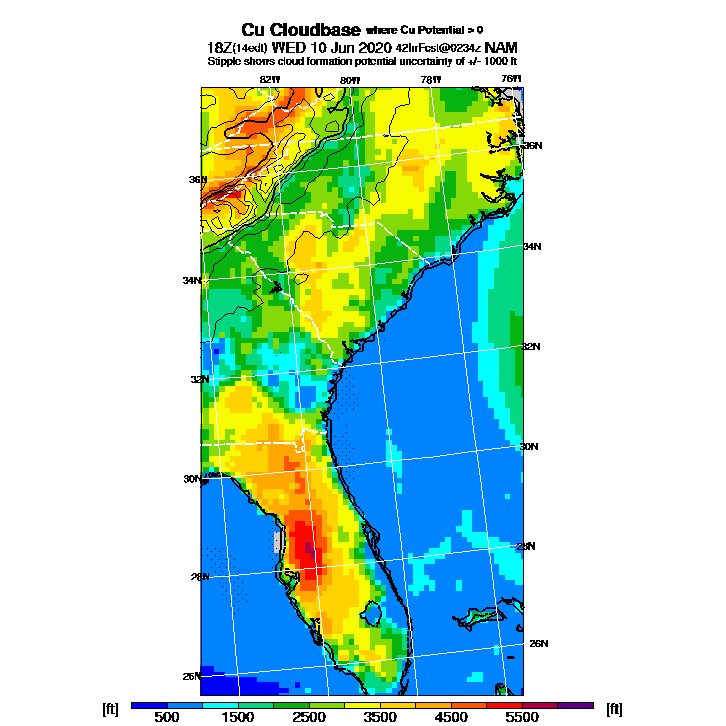 Cu Cloudbase where Cu Potential > 0
18Z(14edt) WED 10 Jun 2020 42hrFcst@0234z NAM
Stipple shows cloud formation potential uncertainty of +/- 1000 ft
82W 80W 78W 76W
36N
36N
34N
34N
32N
32N
30N
30N
28N
28N
26N
26N
[ft] 500 1500 2500 3500 4500 5500 [ft]